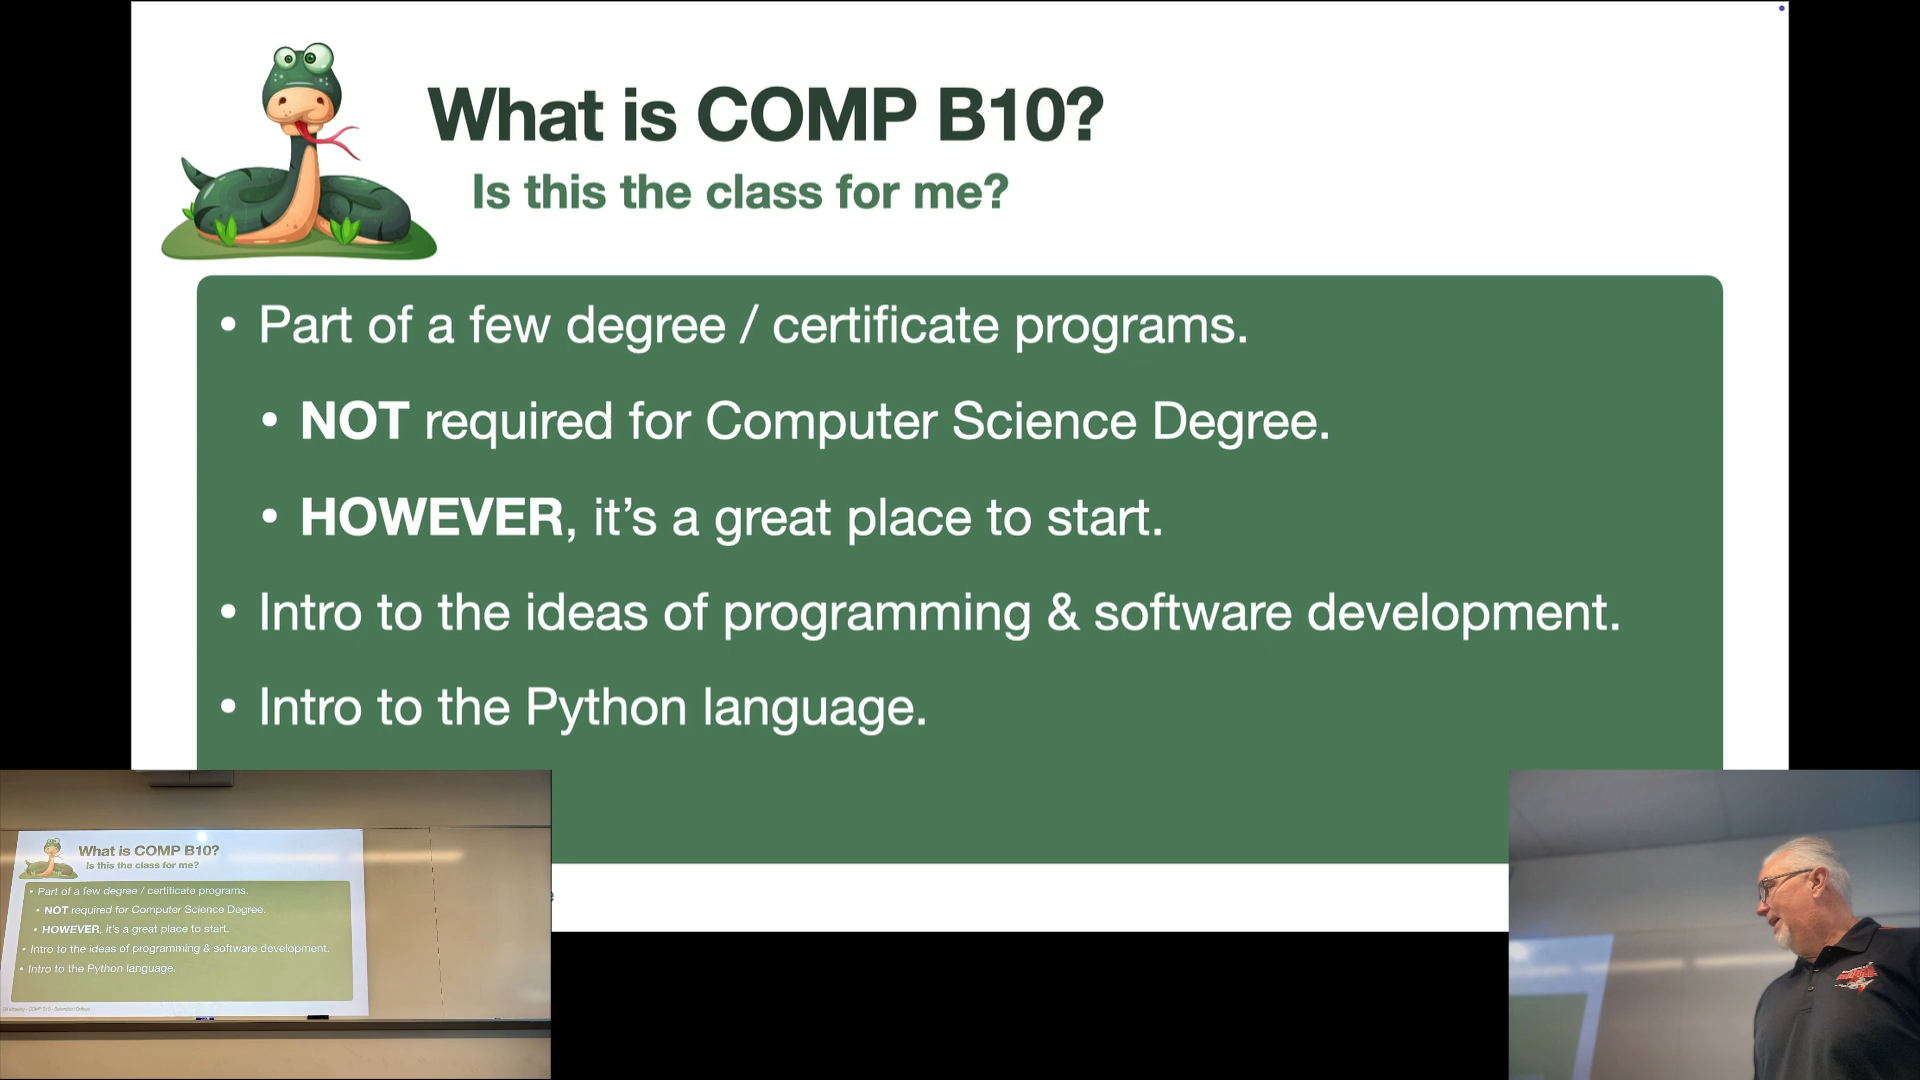 What is COMP B10?
Is this the class for me?
• Part of a few degree / certificate programs.
• NOT required for Computer Science Degree.
• HOWEVER, it’s a great place to start.
• Intro to the ideas of programming & software development.
• Intro to the Python language.
What is COMP B10?
Is this the class for me?
• Part of a few degree / certificate programs.
• NOT required for Computer Science Degree.
• HOWEVER, it's a great place to start.
• Intro to the ideas of programming & software development.
• Intro to the Python language.